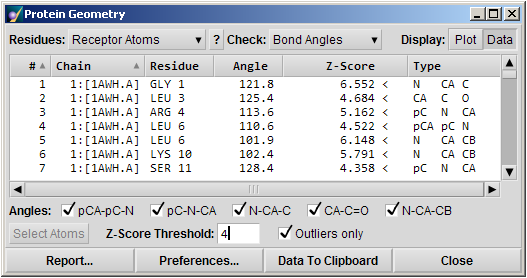 Protein Geometry
Residues: Receptor Atoms ? Check: Bond Angles Display: Plot Data
# Chain Residue Angle Z-Score Type
1 1:[1AWH.A] GLY 1 121.8 6.552 < N CA C
2 1:[1AWH.A] LEU 3 125.4 4.684 < CA C O
3 1:[1AWH.A] ARG 4 113.6 5.162 < pC N CA
4 1:[1AWH.A] LEU 6 110.6 4.522 < pCA pC N
5 1:[1AWH.A] LEU 6 101.9 6.148 < N CA CB
6 1:[1AWH.A] LYS 10 102.4 5.791 < N CA CB
7 1:[1AWH.A] SER 11 128.4 4.358 < pC N CA
Angles: pCA-pC-N pC-N-CA N-CA-C CA-C=O N-CA-CB
Select Atoms Z-Score Threshold: 4 Outliers only
Report... Preferences... Data To Clipboard Close